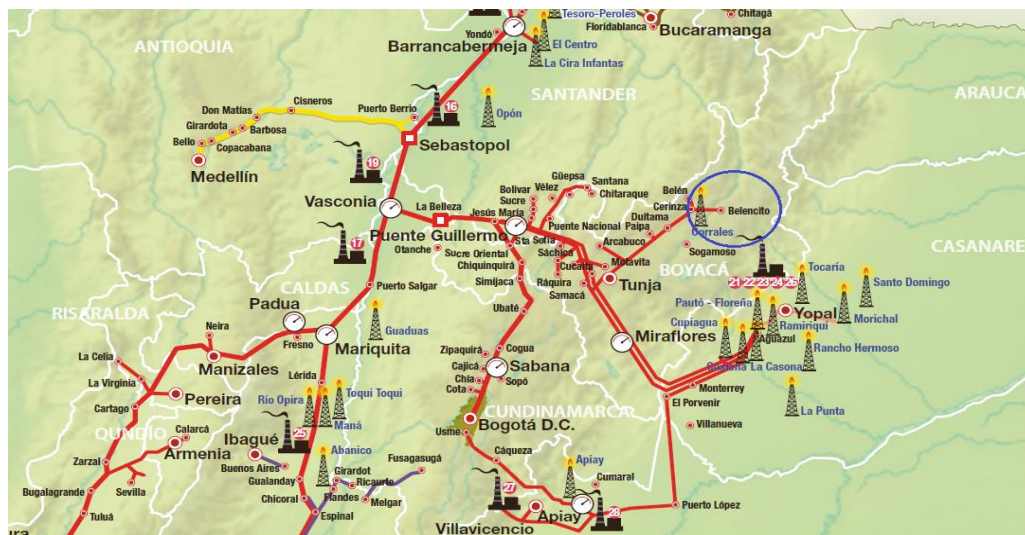 Tesoro-Peroles
Chitagá
Floridablanca
Bucaramanga
Yondó
El Centro
Barrancabermeja
La Cira Infantas
ANTIOQUIA
SANTANDER
ARAUCA
Cisneros
Don Matías
Puerto Berrio
16
Opón
Girardota
Barbosa
Bello
Copacabana
Sebastopol
Medellín
19
Güepsa
Santana
Bolivar
Vélez
Chitaraque
Belén
Vasconia
La Belleza
Sucre
Cerinza
Belencito
Jesús María
Duitama
Puente Nacional
Paipa
Corrales
Puente Guillermo
Sta Sofía
Arcabuco
17
Otanche
Sucre Oriental
Sáchica
Motavita
Sogamoso
CASANARE
Chiquinquirá
Cucaita
BOYACÁ
Tocaría
Simijaca
Ráquira
Tunja
21 22 23 24 26
Santo Domingo
CALDAS
Puerto Salgar
Samacá
Pautó - Floreña
Yopal
Padua
Ubaté
Morichal
RISARALDA
Neira
Guaduas
Cupiagua
Ramiriquí
Fresno
Mariquita
Miraflores
Aguazul
Rancho Hermoso
La Celia
Manizales
Zipaquirá
Cogua
La Casona
Cajicá
Sabana
La Virginia
Lérida
Chía
Sopó
Monterrey
Pereira
Río Opira
Toqui Toqui
Cota
El Porvenir
La Punta
Cartago
CUNDINAMARCA
Maná
Bogotá D.C.
Villanueva
QUNDÍO
Calarcá
Ibagué
25
Usme
Armenia
Abanico
Fusagasugá
Cáqueza
Zarzal
Buenos Aires
Girardot
Apiay
Cumaral
Gualanday
Ricaurte
Bugalagrande
Sevilla
27
Chicoral
Flandes
Melgar
Puerto López
Tuluá
Espinal
Apiay
28
Villavicencio
ura